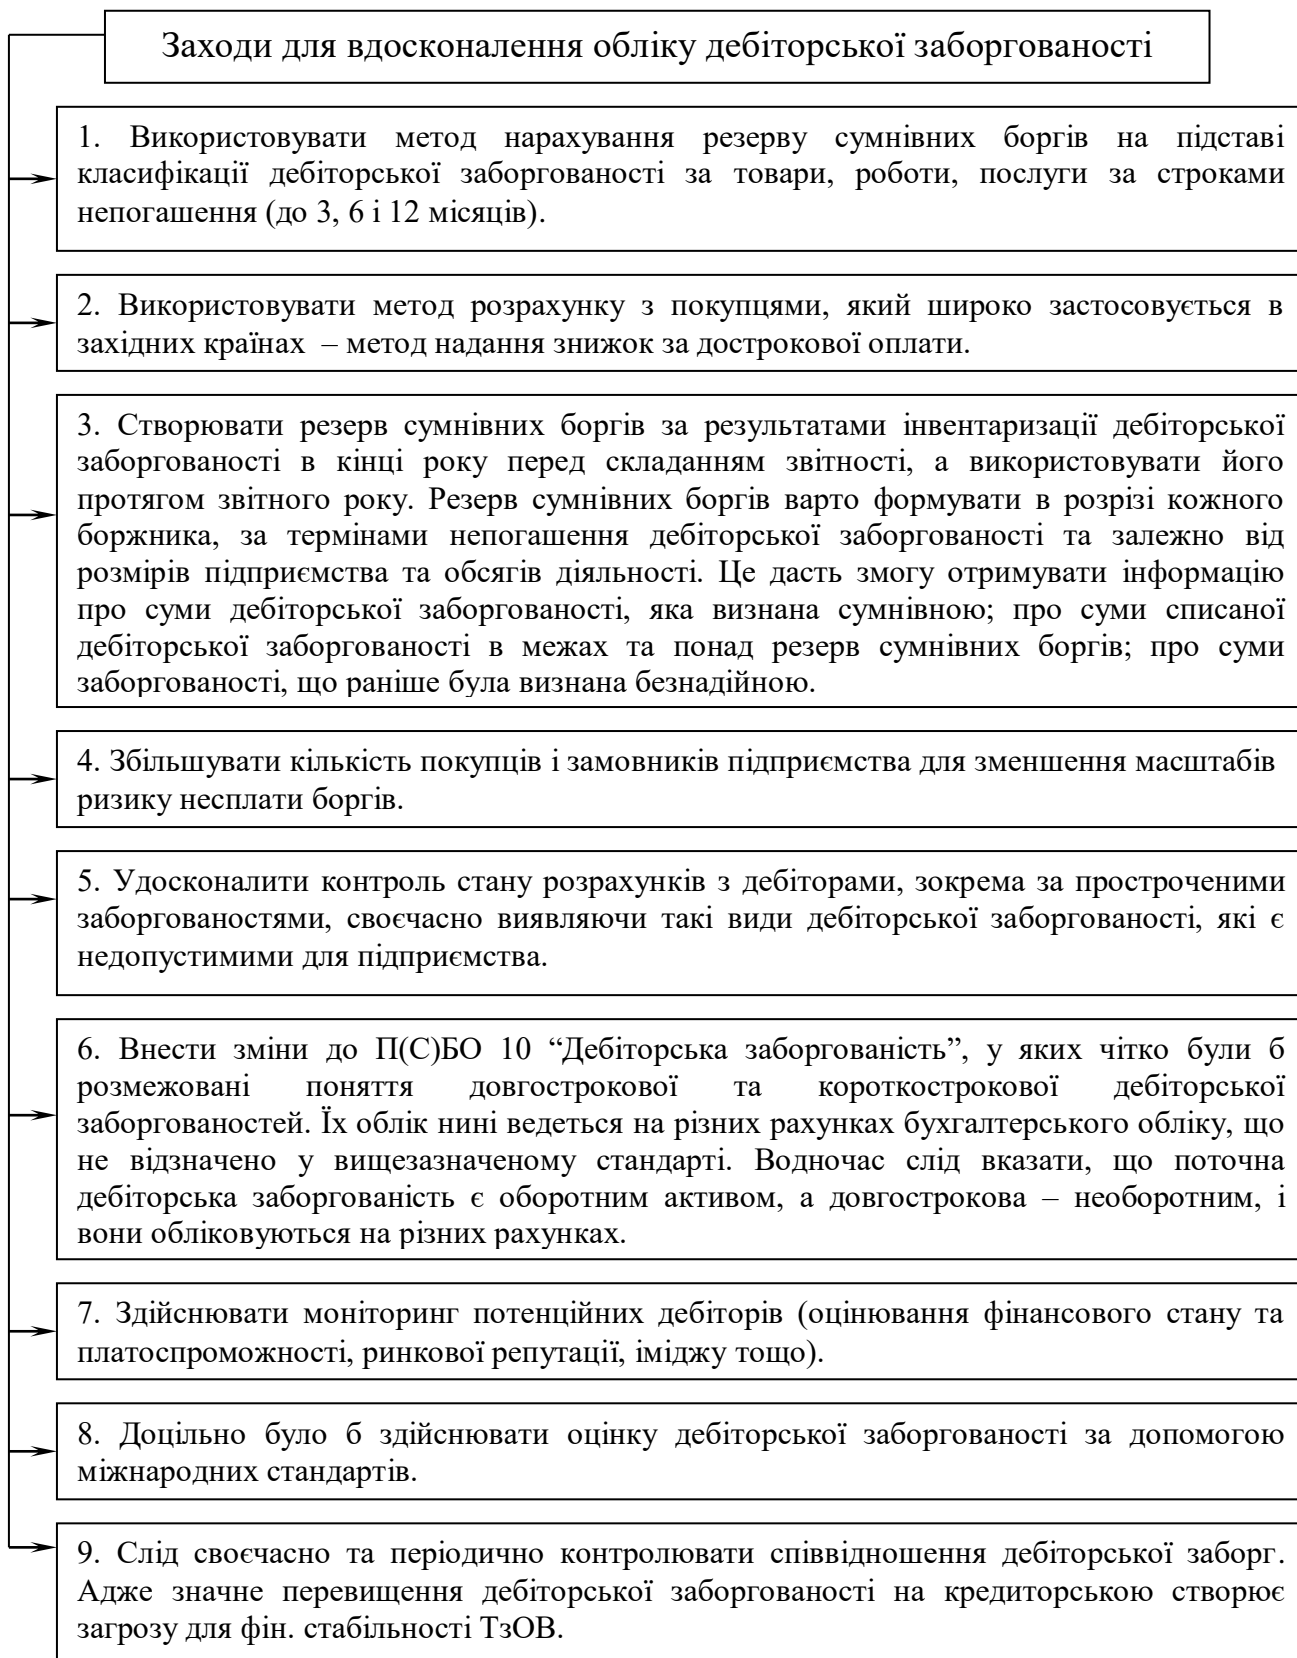 Заходи для вдосконалення обліку дебіторської заборгованості
1. Використовувати метод нарахування резерву сумнівних боргів на підставі
класифікації дебіторської заборгованості за товари, роботи, послуги за строками
непогашення (до 3, 6 і 12 місяців).
2. Використовувати метод розрахунку з покупцями, який широко застосовується в
західних країнах – метод надання знижок за дострокової оплати.
3. Створювати резерв сумнівних боргів за результатами інвентаризації дебіторської
заборгованості в кінці року перед складанням звітності, а використовувати його
протягом звітного року. Резерв сумнівних боргів варто формувати в розрізі кожного
боржника, за термінами непогашення дебіторської заборгованості та залежно від
розмірів підприємства та обсягів діяльності. Це дасть змогу отримувати інформацію
про суми дебіторської заборгованості, яка визнана сумнівною; про суми списаної
дебіторської заборгованості в межах та понад резерв сумнівних боргів; про суми
заборгованості, що раніше була визнана безнадійною.
4. Збільшувати кількість покупців і замовників підприємства для зменшення масштабів
ризику несплати боргів.
5. Удосконалити контроль стану розрахунків з дебіторами, зокрема за простроченими
заборгованостями, своєчасно виявляючи такі види дебіторської заборгованості, які є
недопустимими для підприємства.
6. Внести зміни до П(С)БО 10 “Дебіторська заборгованість”, у яких чітко були б
розмежовані поняття довгострокової та короткострокової дебіторської
заборгованостей. Їх облік нині ведеться на різних рахунках бухгалтерського обліку, що
не відзначено у вищезазначеному стандарті. Водночас слід вказати, що поточна
дебіторська заборгованість є оборотним активом, а довгострокова – необоротним, і
вони обліковуються на різних рахунках.
7. Здійснювати моніторинг потенційних дебіторів (оцінювання фінансового стану та
платоспроможності, ринкової репутації, іміджу тощо).
8. Доцільно було б здійснювати оцінку дебіторської заборгованості за допомогою
міжнародних стандартів.
9. Слід своєчасно та періодично контролювати співвідношення дебіторської заборг.
Адже значне перевищення дебіторської заборгованості на кредиторською створює
загрозу для фін. стабільності ТзОВ.